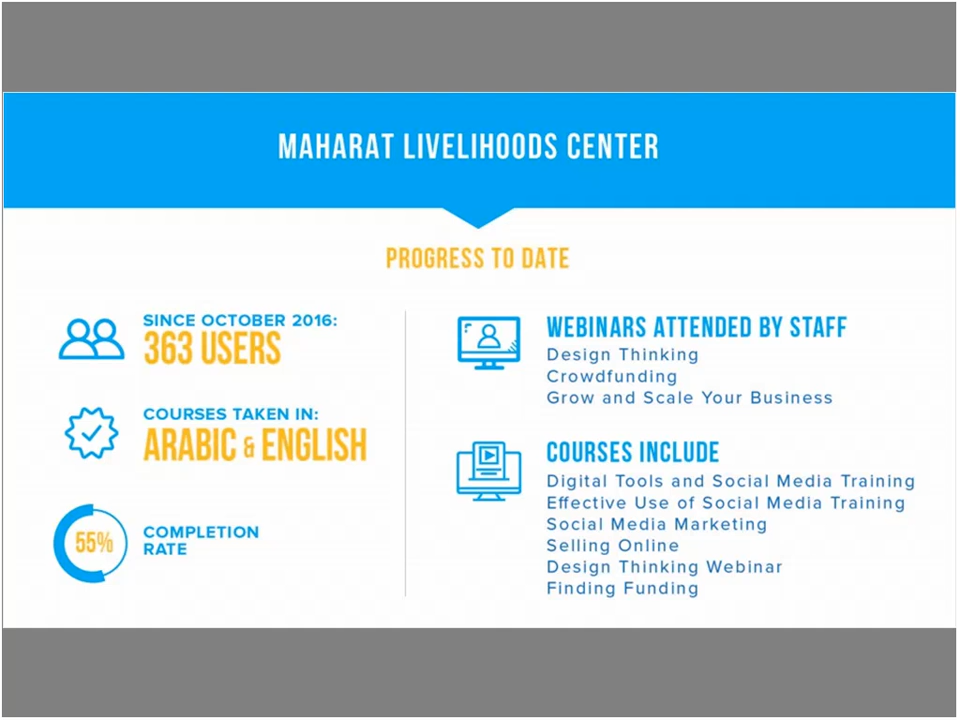 MAHARAT LIVELIHOODS CENTER
PROGRESS TO DATE
SINCE OCTOBER 2016:
363 USERS
COURSES TAKEN IN:
ARABIC & ENGLISH
55%
COMPLETION
RATE
WEBINARS ATTENDED BY STAFF
Design Thinking
Crowdfunding
Grow and Scale Your Business
COURSES INCLUDE
Digital Tools and Social Media Training
Effective Use of Social Media Training
Social Media Marketing
Selling Online
Design Thinking Webinar
Finding Funding